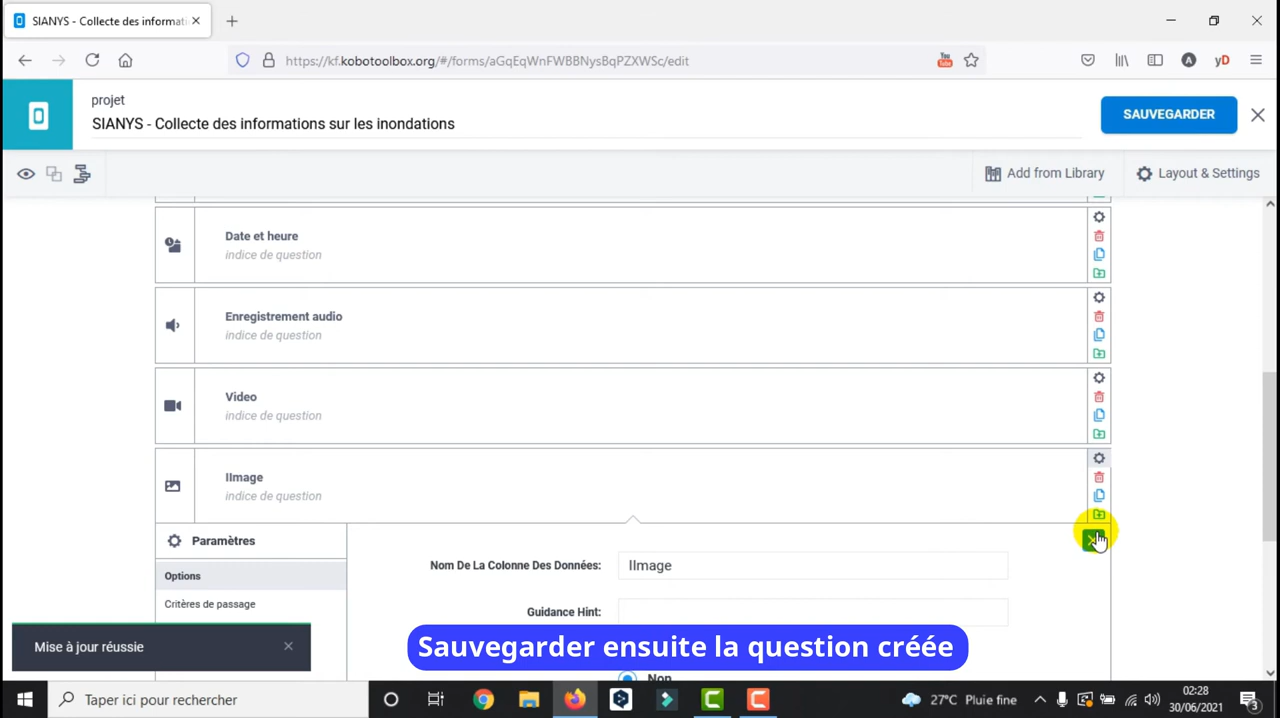 SIANYS - Collecte des informati
https://kf.kobotoolbox.org/#/forms/aGqEqWnFWBBNysBqPZXWSc/edit
You
Tube
A
yD
projet
SIANYS - Collecte des informations sur les inondations
SAUVEGARDER
Add from Library
Layout & Settings
Date et heure
indice de question
Enregistrement audio
indice de question
Video
indice de question
IImage
indice de question
Paramètres
Options
Critères de passage
Nom De La Colonne Des Données:
IImage
Guidance Hint:
Non
Mise à jour réussie
Sauvegarder ensuite la question créée
Taper ici pour rechercher
27°C Pluie fine
02:28
30/06/2021
3